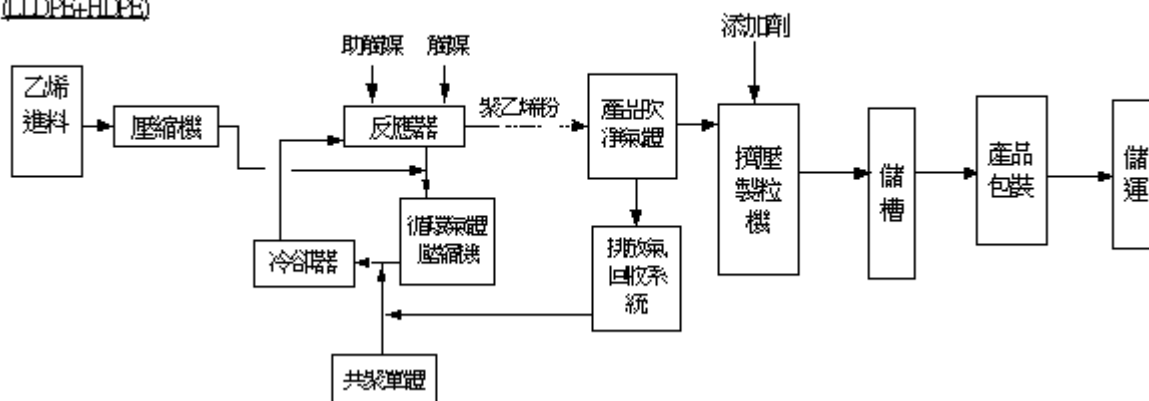 (LLDPE+HDPE)
添加劑
助觸媒
觸媒
乙烯
進料
壓縮機
反應器
聚乙烯粉
產品吹
淨氣體
擠壓
製粒
機
儲
槽
產品
包裝
儲
運
循環氣體
壓縮機
冷卻器
排放氣
回收系
統
共聚單體